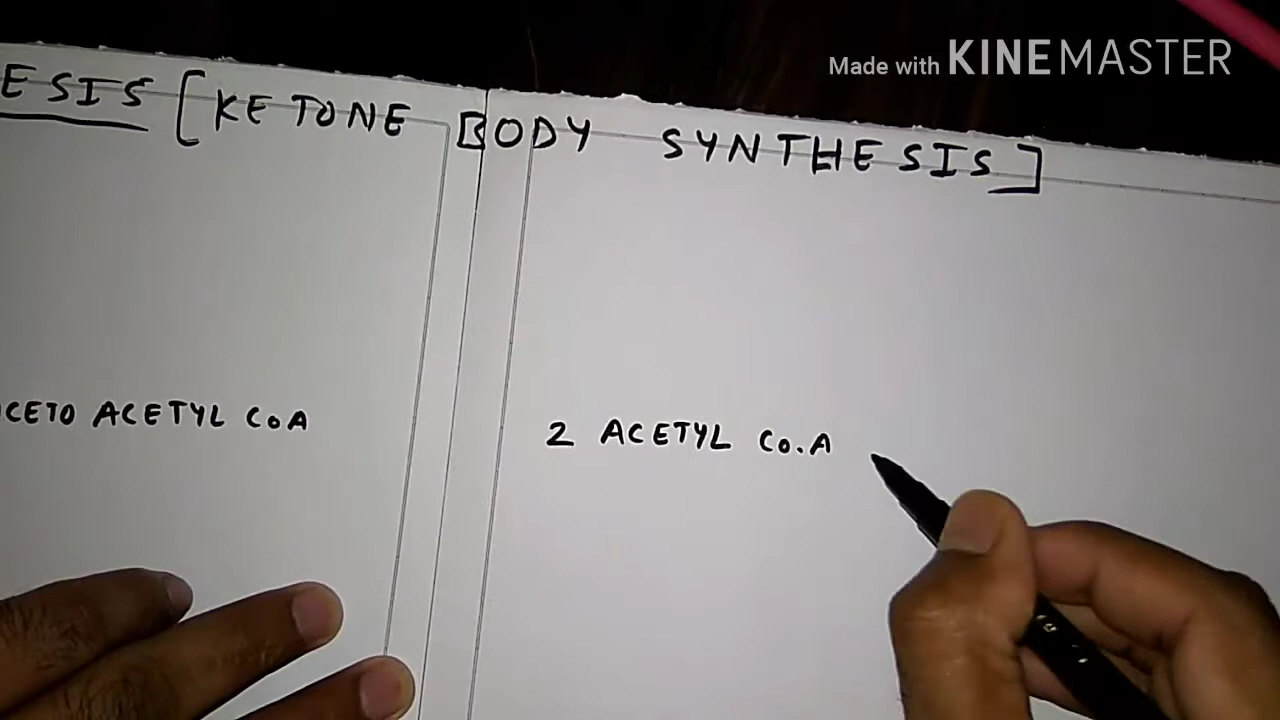 Made with KINEMASTER
ESIS [KETONE BODY SYNTHESIS]
CETO ACETYL CoA
2 ACETYL Co.A